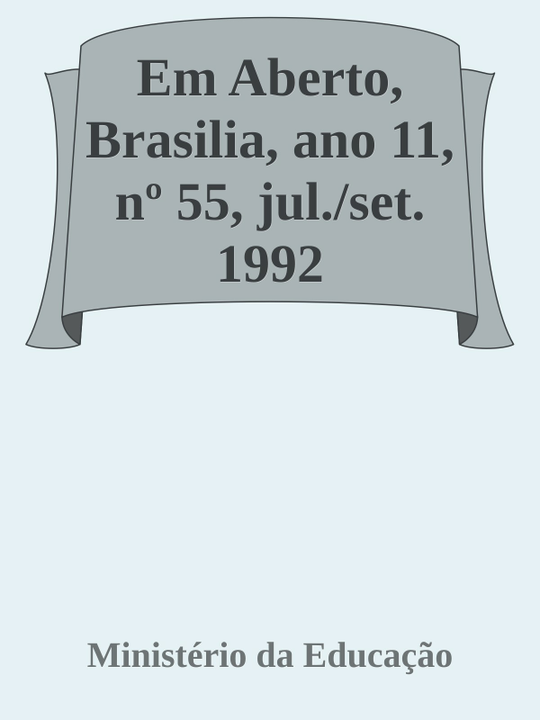 Em Aberto,
Brasilia, ano 11,
nº 55, jul./set.
1992
Ministério da Educação